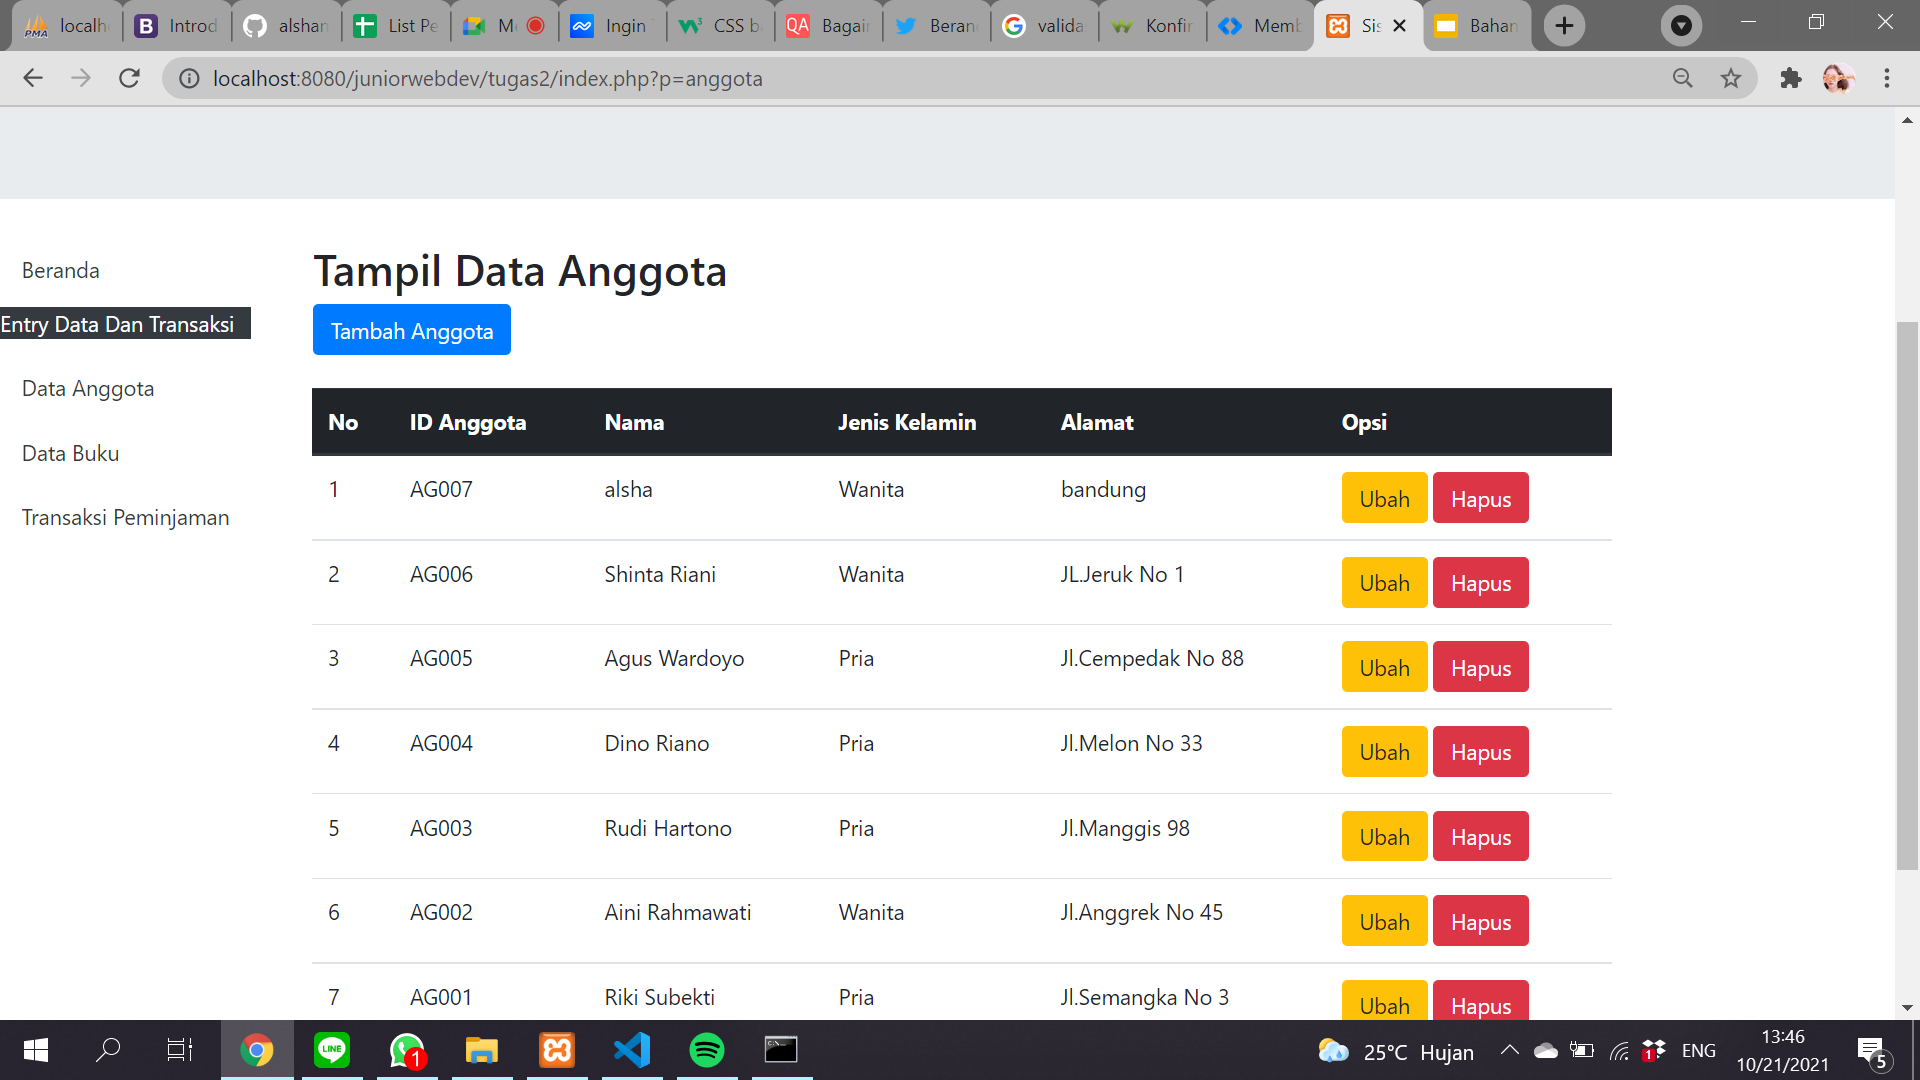 localh Introd alshan List Pe M Ingin CSS b Bagai Beran valida Konfir Memb Sis Bahan
localhost:8080/juniorwebdev/tugas2/index.php?p=anggota
Beranda
Entry Data Dan Transaksi
Data Anggota
Data Buku
Transaksi Peminjaman
Tampil Data Anggota
Tambah Anggota
No ID Anggota Nama Jenis Kelamin Alamat Opsi
1 AG007 alsha Wanita bandung Ubah Hapus
2 AG006 Shinta Riani Wanita JL.Jeruk No 1 Ubah Hapus
3 AG005 Agus Wardoyo Pria Jl.Cempedak No 88 Ubah Hapus
4 AG004 Dino Riano Pria Jl.Melon No 33 Ubah Hapus
5 AG003 Rudi Hartono Pria Jl.Manggis 98 Ubah Hapus
6 AG002 Aini Rahmawati Wanita Jl.Anggrek No 45 Ubah Hapus
7 AG001 Riki Subekti Pria Jl.Semangka No 3 Ubah Hapus
LINE 1 25°C Hujan 1 ENG 13:46
10/21/2021 5